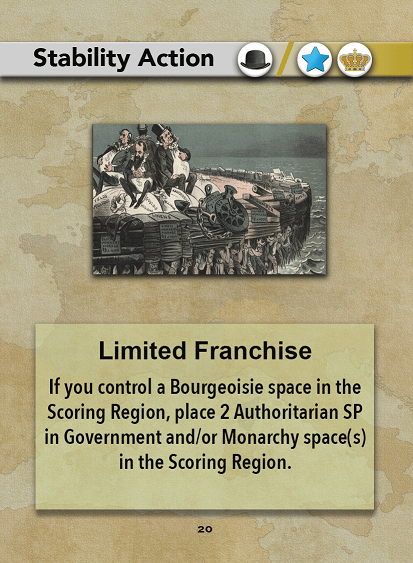 Stability Action
Limited Franchise
If you control a Bourgeoisie space in the
Scoring Region, place 2 Authoritarian SP
in Government and/or Monarchy space(s)
in the Scoring Region.
20